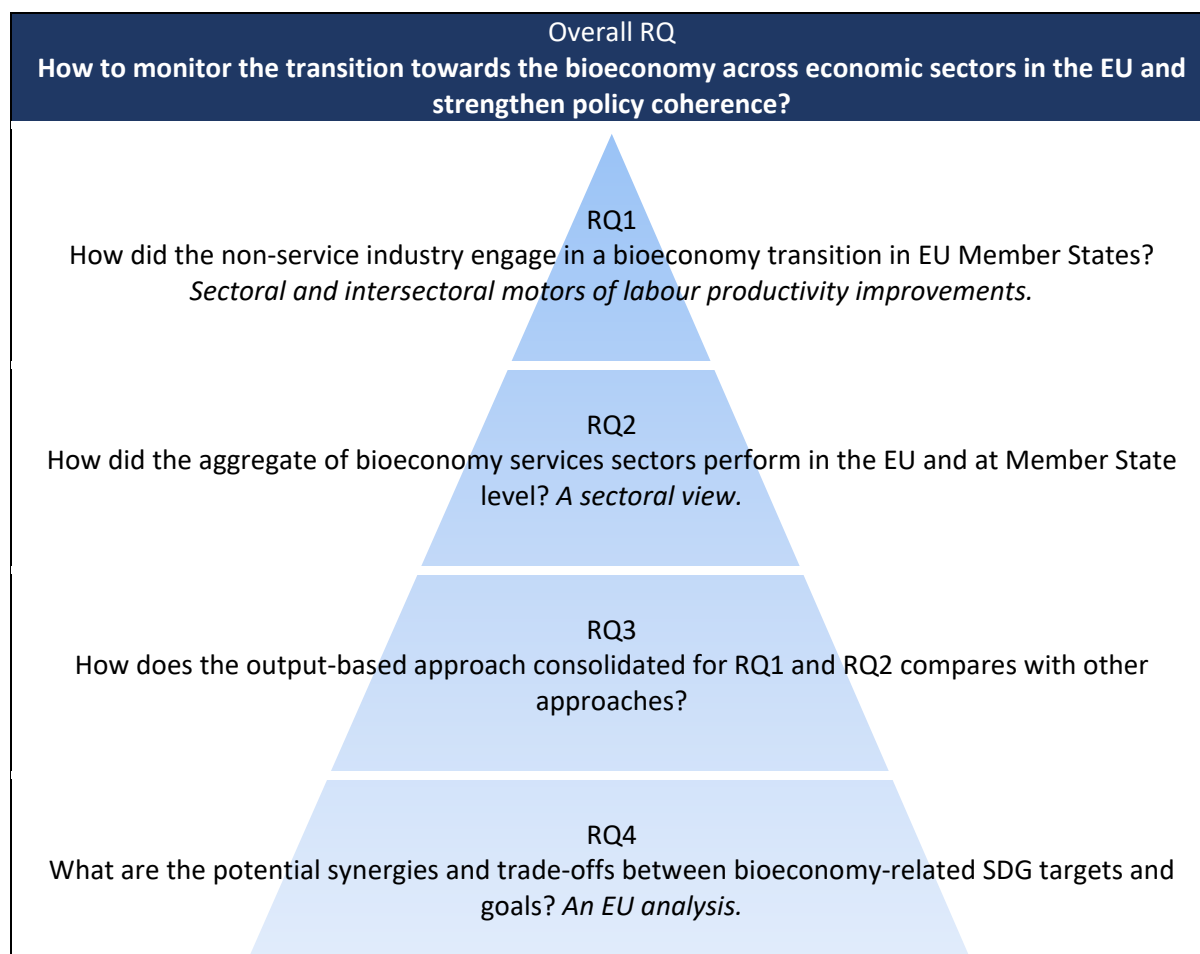 Overall RQ
How to monitor the transition towards the bioeconomy across economic sectors in the EU and
strengthen policy coherence?
RQ1
How did the non-service industry engage in a bioeconomy transition in EU Member States?
Sectoral and intersectoral motors of labour productivity improvements.
RQ2
How did the aggregate of bioeconomy services sectors perform in the EU and at Member State
level? A sectoral view.
RQ3
How does the output-based approach consolidated for RQ1 and RQ2 compares with other
approaches?
RQ4
What are the potential synergies and trade-offs between bioeconomy-related SDG targets and
goals? An EU analysis.